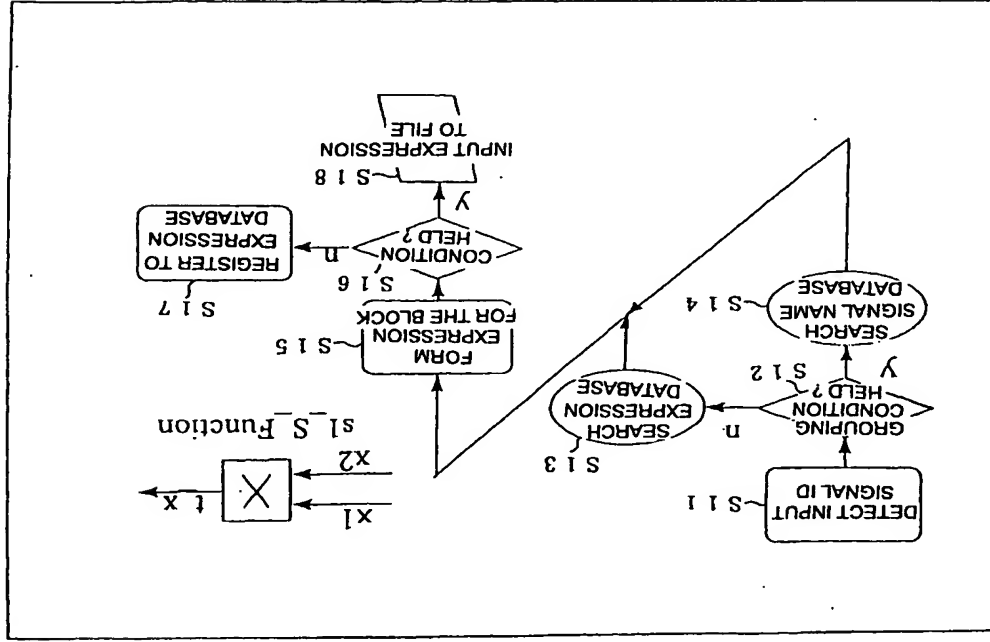 S11
DETECT INPUT
SIGNAL ID
GROUPING
CONDITION
HELD ?
S12
n
y
S13
SEARCH
EXPRESSION
DATABASE
SEARCH
SIGNAL NAME
DATABASE
S14
x1
x2
t x
sl_S_Function
FORM
EXPRESSION
FOR THE BLOCK
S15
CONDITION
HELD ?
S16
n
y
S17
REGISTER TO
EXPRESSION
DATABASE
S18
INPUT EXPRESSION
TO FILE